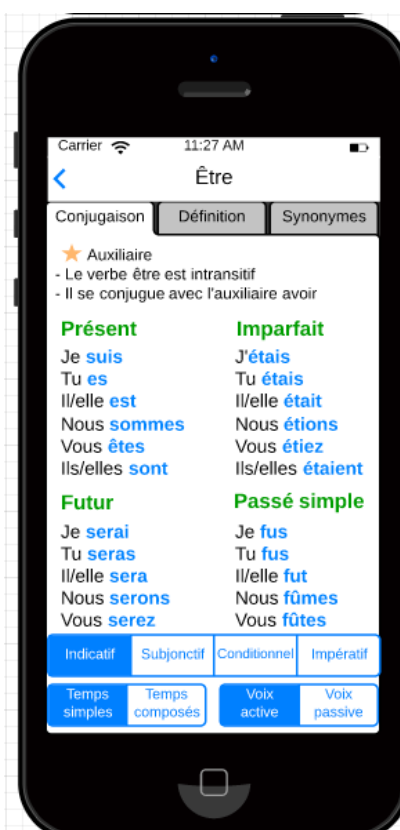 Carrier 11:27 AM
Être
Conjugaison Définition Synonymes
Auxiliaire
- Le verbe être est intransitif
- Il se conjugue avec l'auxiliaire avoir
Présent
Je suis
Tu es
Il/elle est
Nous sommes
Vous êtes
Ils/elles sont
Imparfait
J'étais
Tu étais
Il/elle était
Nous étions
Vous étiez
Ils/elles étaient
Futur
Je serai
Tu seras
Il/elle sera
Nous serons
Vous serez
Passé simple
Je fus
Tu fus
Il/elle fut
Nous fûmes
Vous fûtes
Indicatif Subjonctif Conditionnel Impératif
Temps simples
Temps composés
Voix active
Voix passive